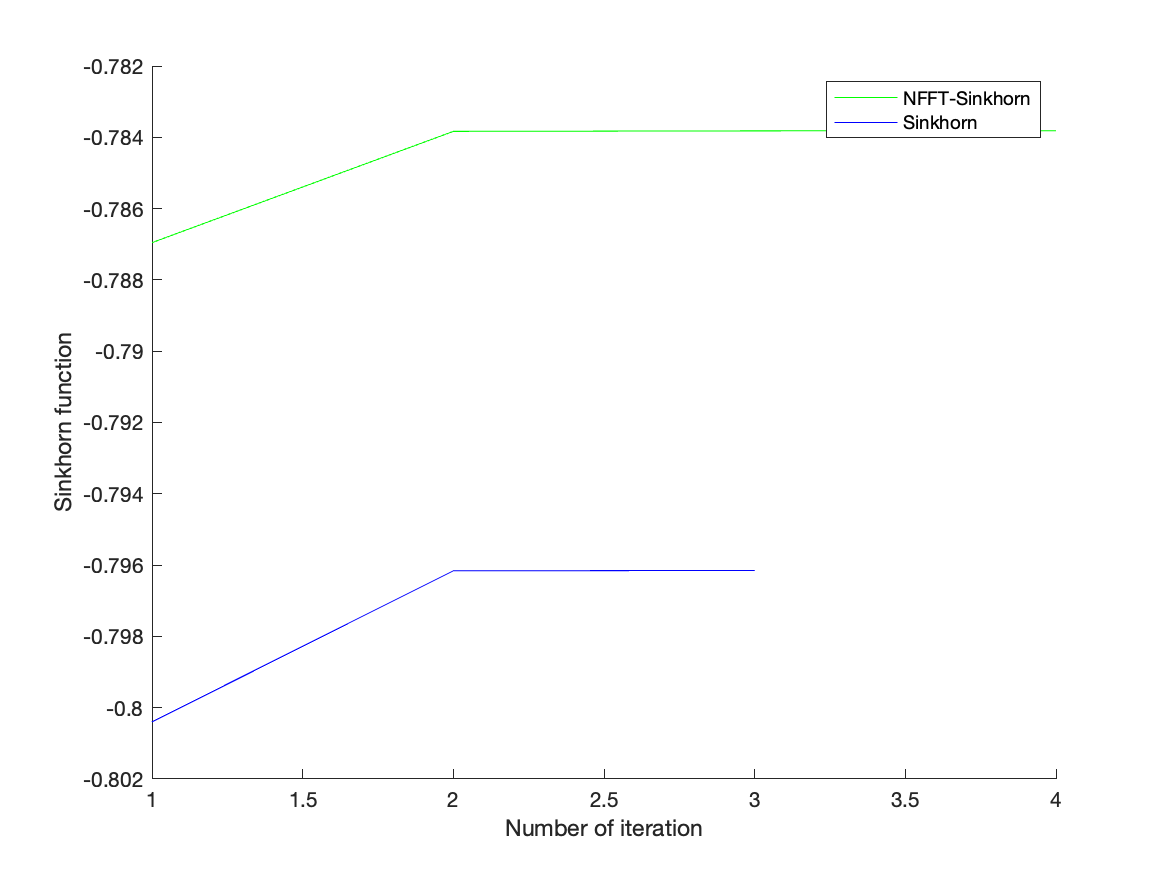 -0.782
NFFT-Sinkhorn
Sinkhorn
-0.784
-0.786
-0.788
-0.79
-0.792
-0.794
-0.796
-0.798
-0.8
-0.802
Sinkhorn function
1 1.5 2 2.5 3 3.5 4
Number of iteration